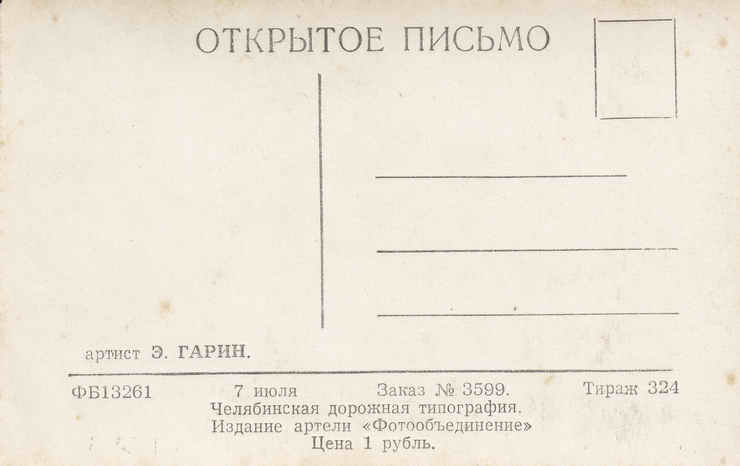 ОТКРЫТОЕ ПИСЬМО
артист Э. ГАРИН.
ФБ13261 7 июля Заказ № 3599. Тираж 324
Челябинская дорожная типография.
Издание артели «Фотообъединение»
Цена 1 рубль.